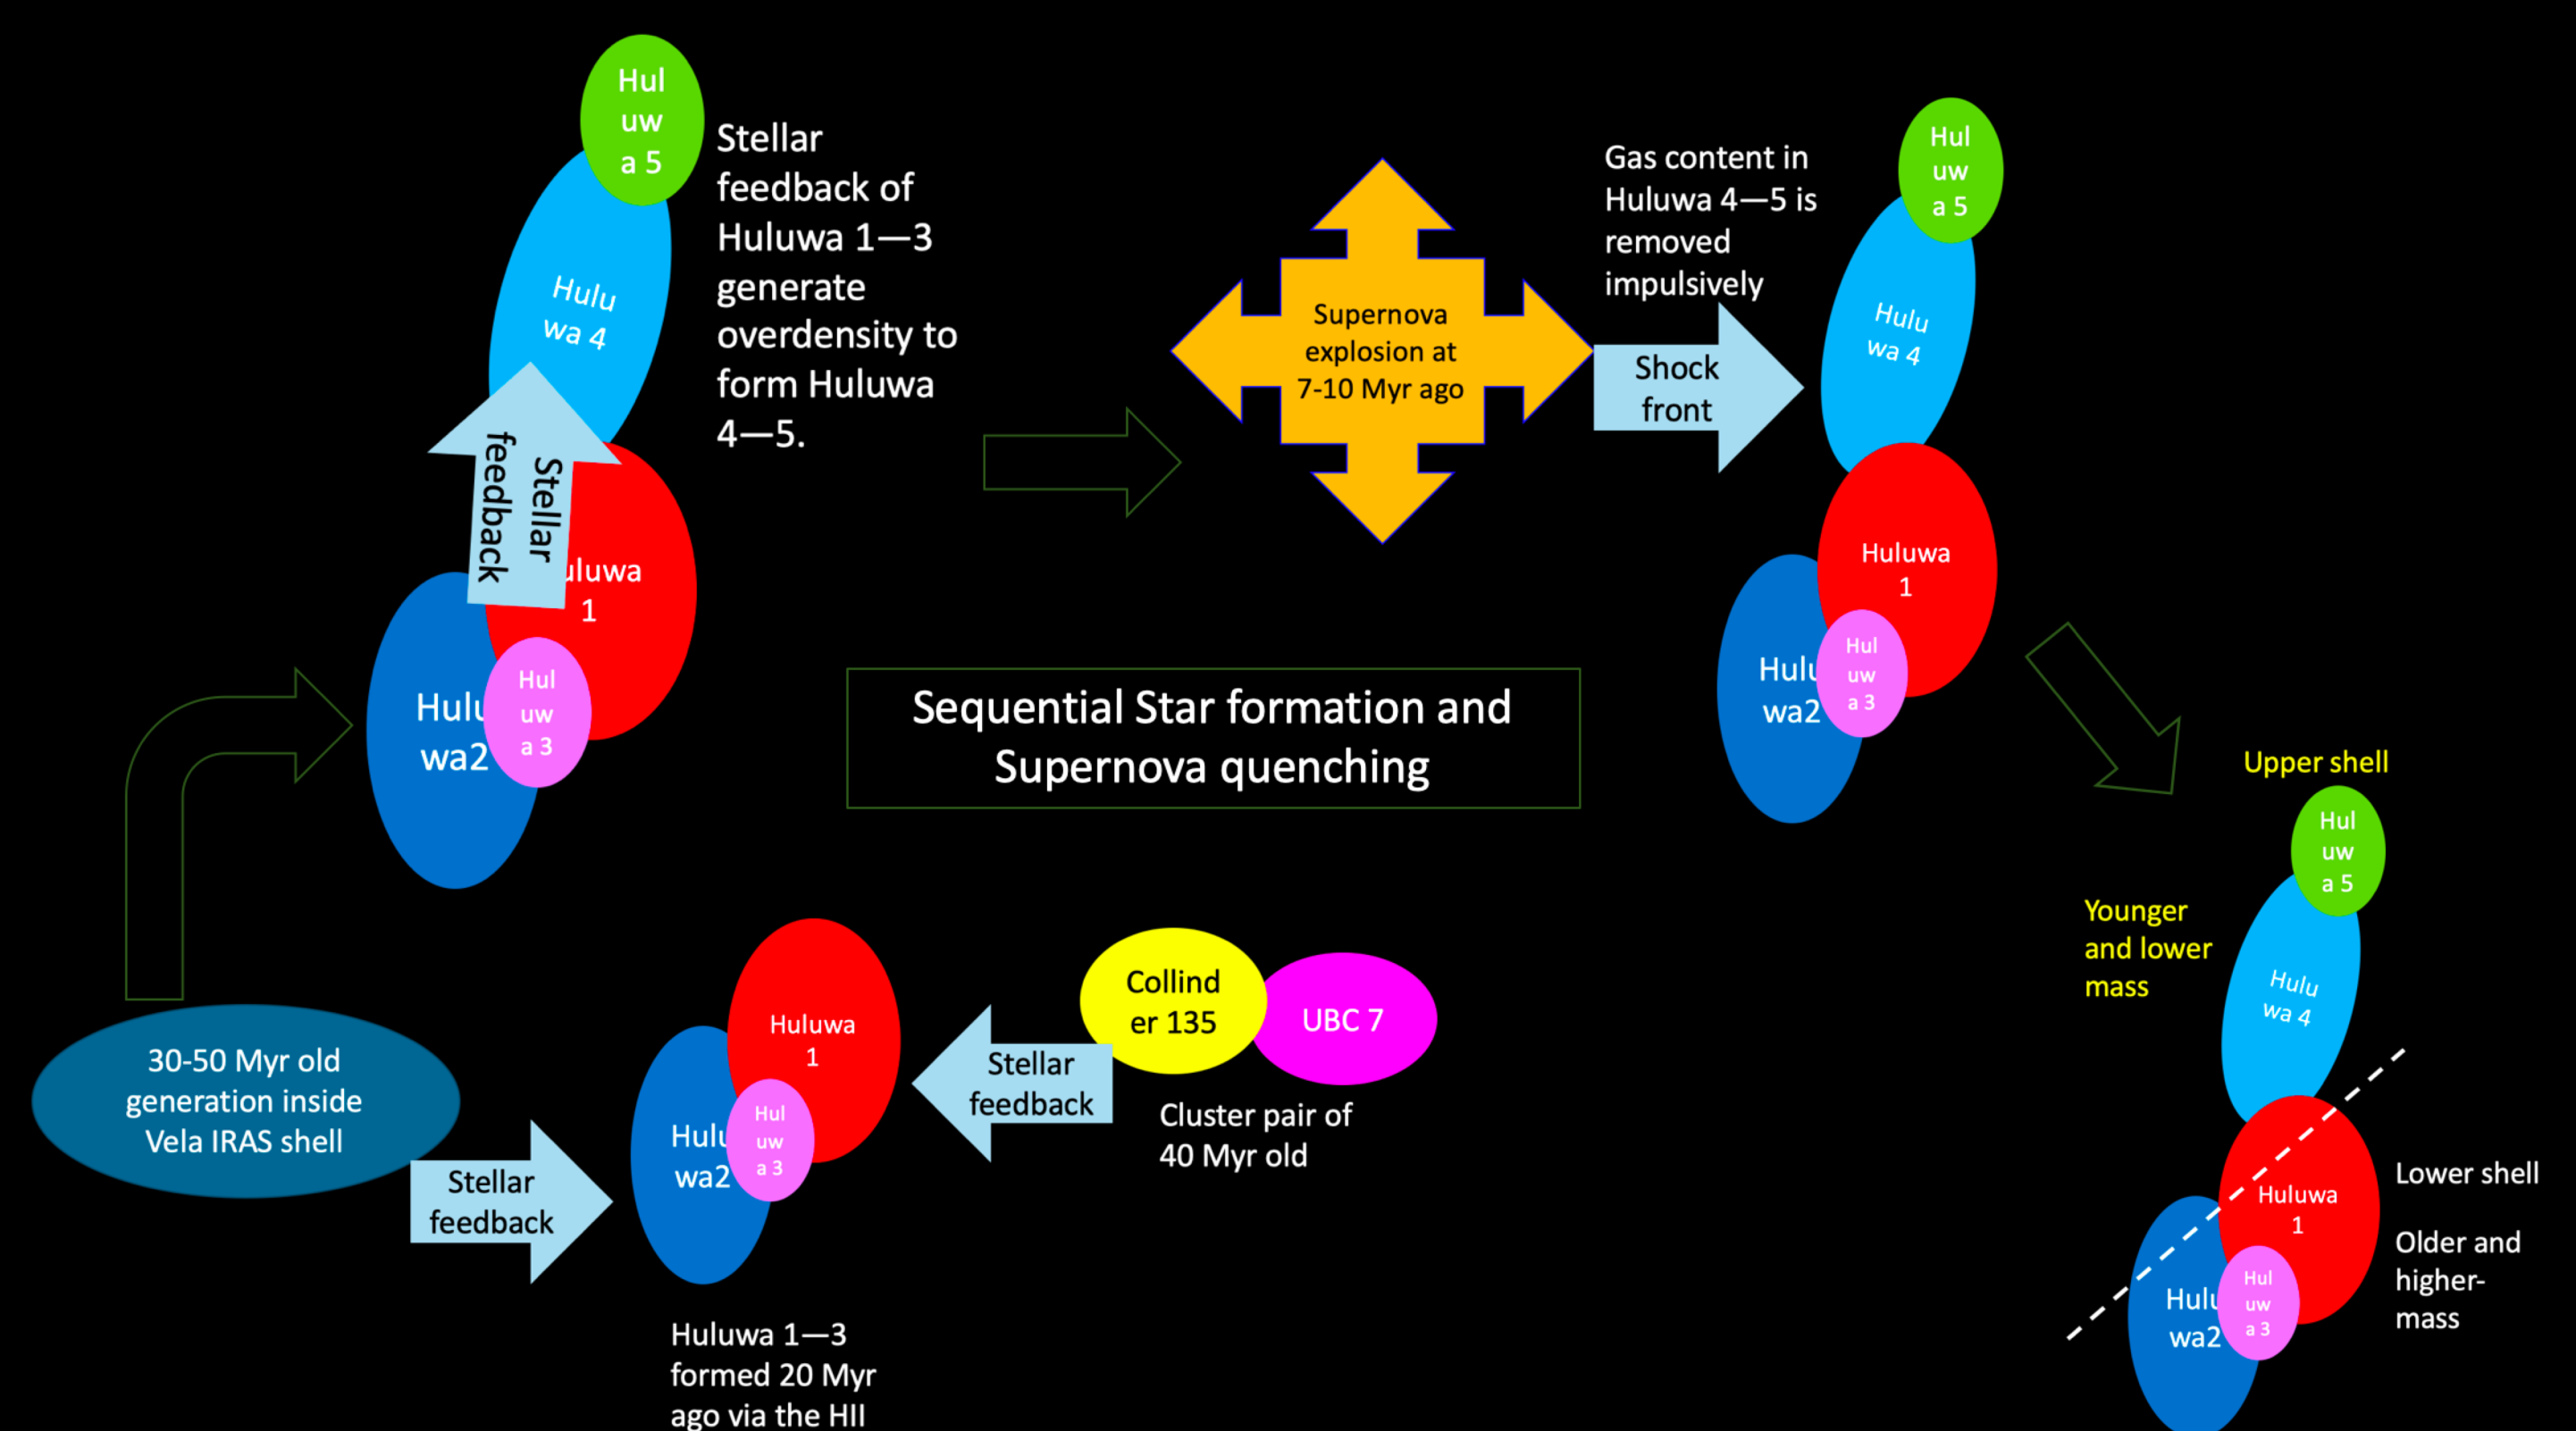 Hul
uw
a 5
Hulu
wa 4
Stellar
feedback
uluwa
1
Hulu
wa2
Hul
uw
a 3
Stellar
feedback of
Huluwa 1—3
generate
overdensity to
form Huluwa
4—5.
Supernova
explosion at
7-10 Myr ago
Gas content in
Huluwa 4—5 is
removed
impulsively
Shock
front
Hul
uw
a 5
Hulu
wa 4
Huluwa
1
Hulu
wa2
Hul
uw
a 3
Sequential Star formation and
Supernova quenching
30-50 Myr old
generation inside
Vela IRAS shell
Stellar
feedback
Huluwa
1
Hulu
wa2
Hul
uw
a 3
Huluwa 1—3
formed 20 Myr
ago via the HII
Stellar
feedback
Collind
er 135
UBC 7
Cluster pair of
40 Myr old
Upper shell
Hul
uw
a 5
Younger
and lower
mass
Hulu
wa 4
Huluwa
1
Hulu
wa2
Hul
uw
a 3
Lower shell
Older and
higher-
mass